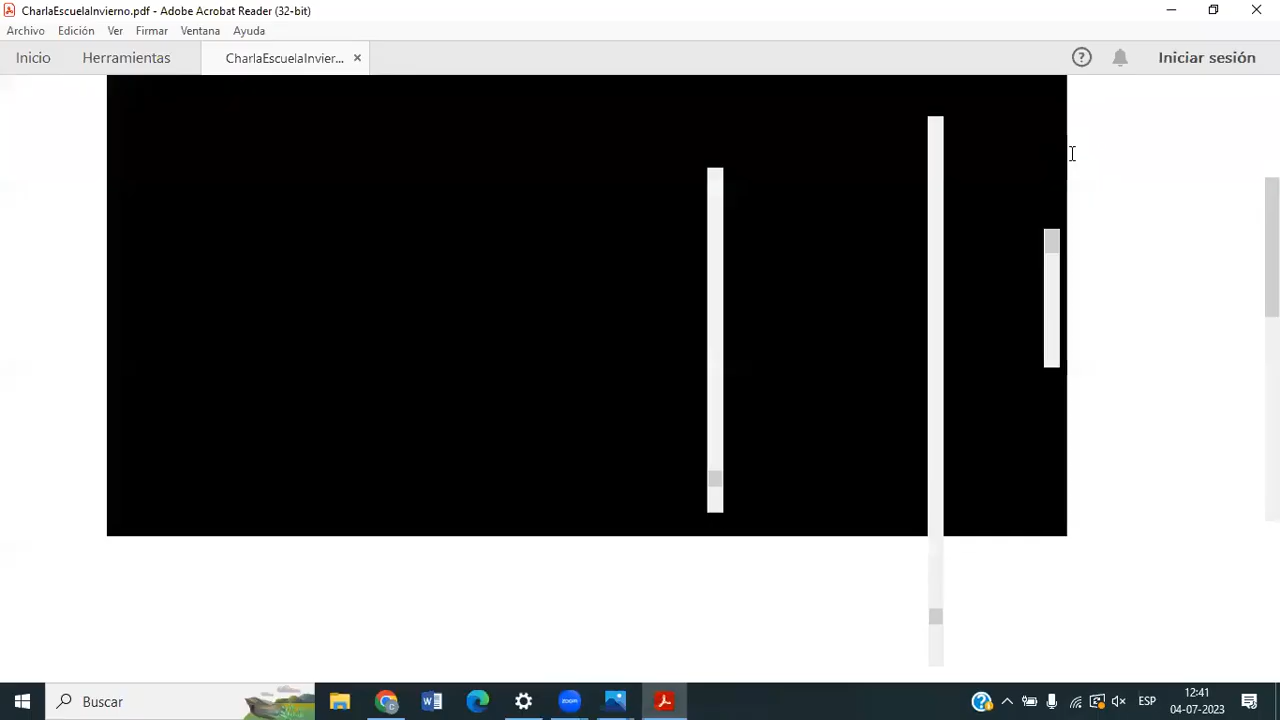 CharlaEscuelaInvierno.pdf - Adobe Acrobat Reader (32-bit)
Archivo Edición Ver Firmar Ventana Ayuda
Inicio Herramientas CharlaEscuelaInvier... × ? Iniciar sesión
Buscar
W zoom ? ESP
12:41
04-07-2023